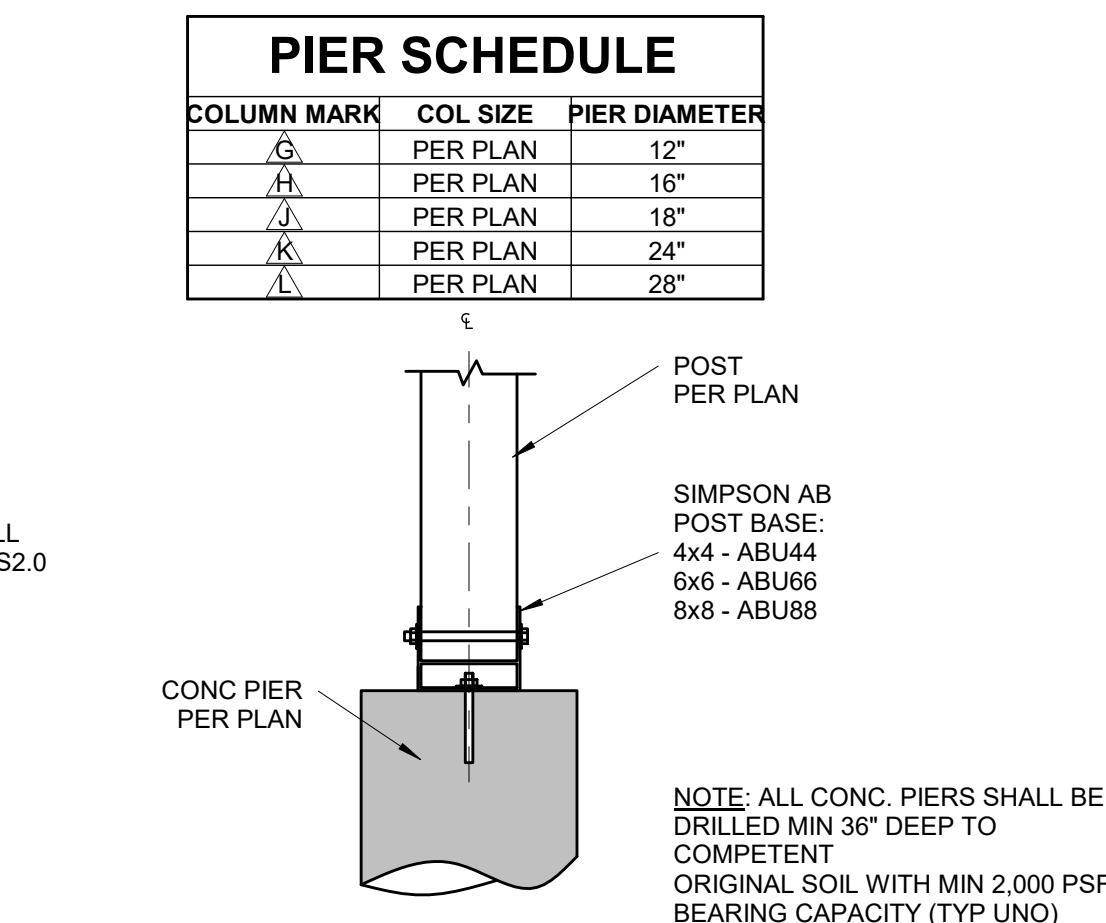 PIER SCHEDULE
COLUMN MARK COL SIZE PIER DIAMETER
G PER PLAN 12"
H PER PLAN 16"
J PER PLAN 18"
K PER PLAN 24"
L PER PLAN 28"
℄
POST
PER PLAN
SIMPSON AB
POST BASE:
4x4 - ABU44
6x6 - ABU66
8x8 - ABU88
S2.0
CONC PIER
PER PLAN
NOTE: ALL CONC. PIERS SHALL BE
DRILLED MIN 36" DEEP TO
COMPETENT
ORIGINAL SOIL WITH MIN 2,000 PSF
BEARING CAPACITY (TYP UNO)